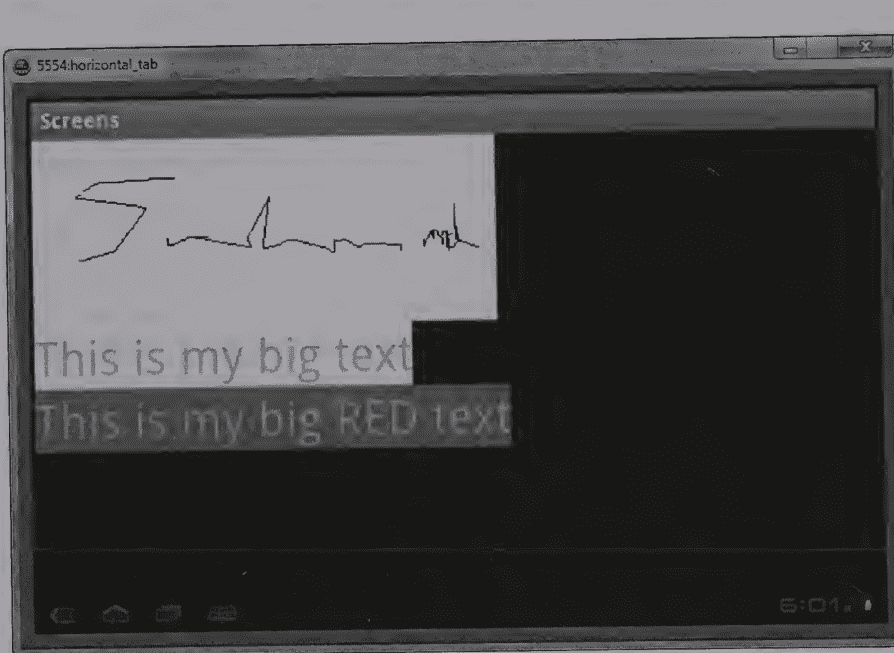 5554:horizontal_tab
Screens
This is my big text
This is my big RED text
6:01